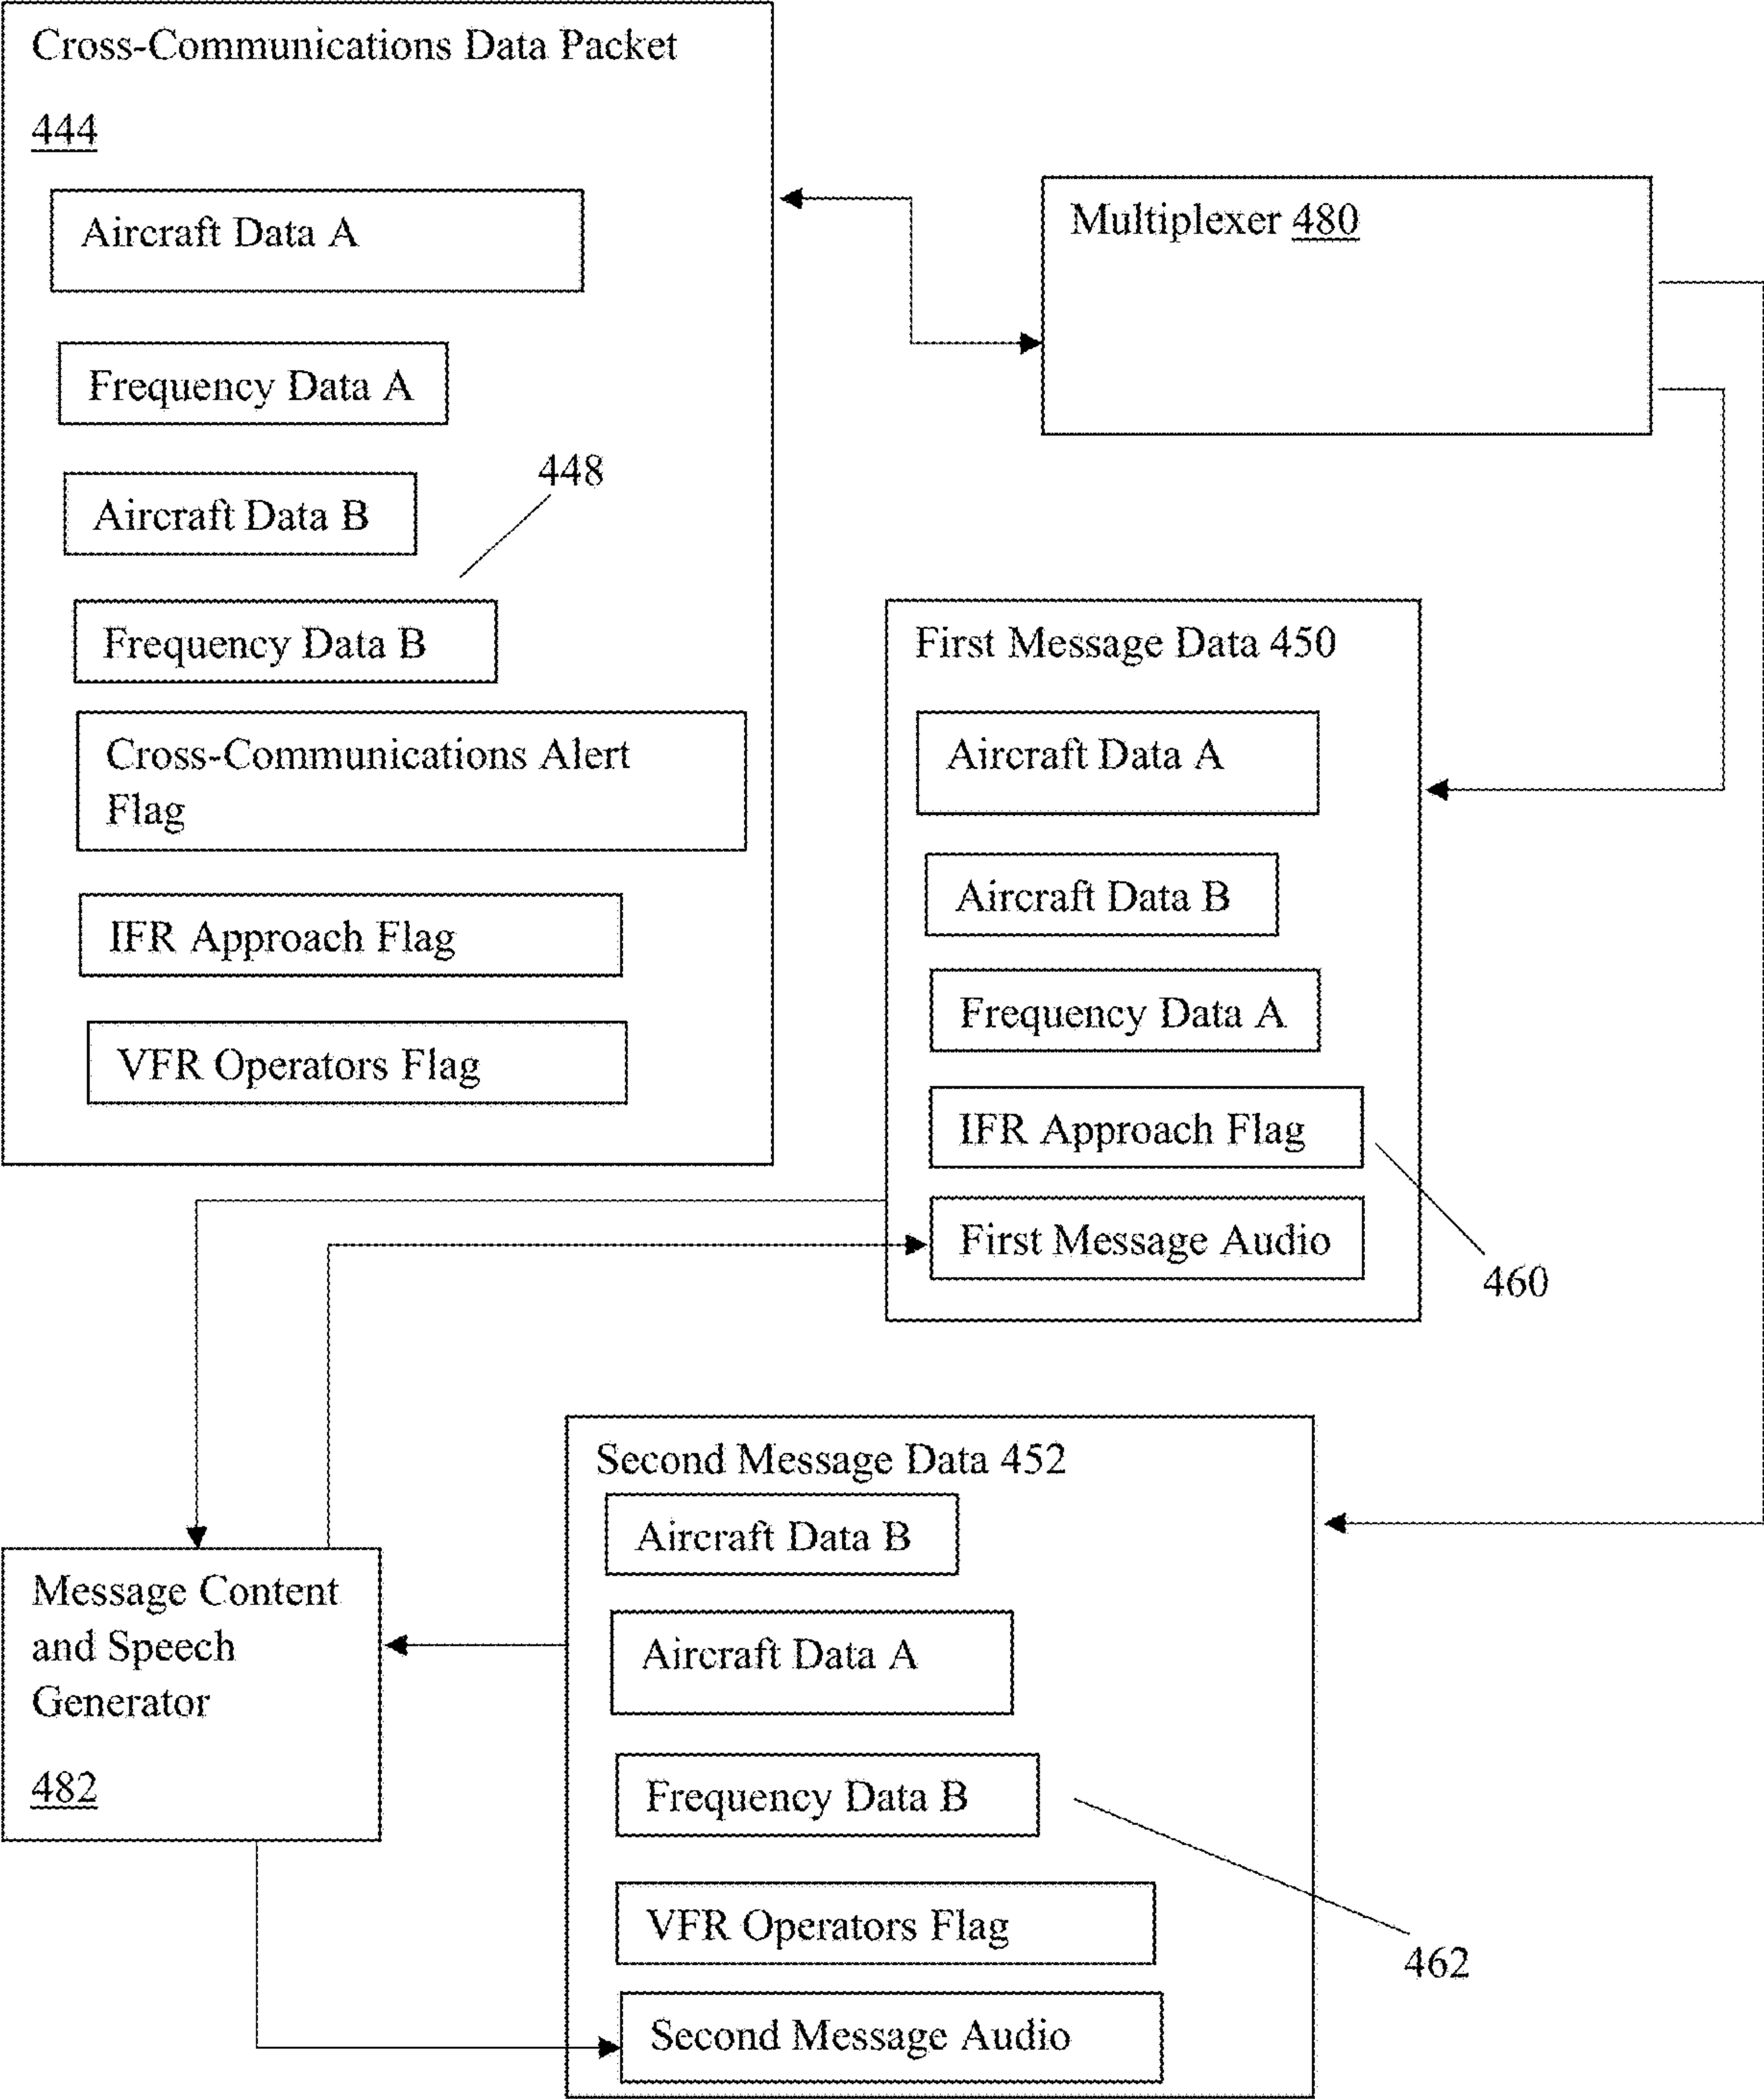 Cross-Communications Data Packet
444
Aircraft Data A
Frequency Data A
448
Aircraft Data B
Frequency Data B
Cross-Communications Alert
Flag
IFR Approach Flag
VFR Operators Flag
Multiplexer 480
First Message Data 450
Aircraft Data A
Aircraft Data B
Frequency Data A
IFR Approach Flag
First Message Audio
460
Second Message Data 452
Aircraft Data B
Aircraft Data A
Frequency Data B
VFR Operators Flag
462
Second Message Audio
Message Content
and Speech
Generator
482